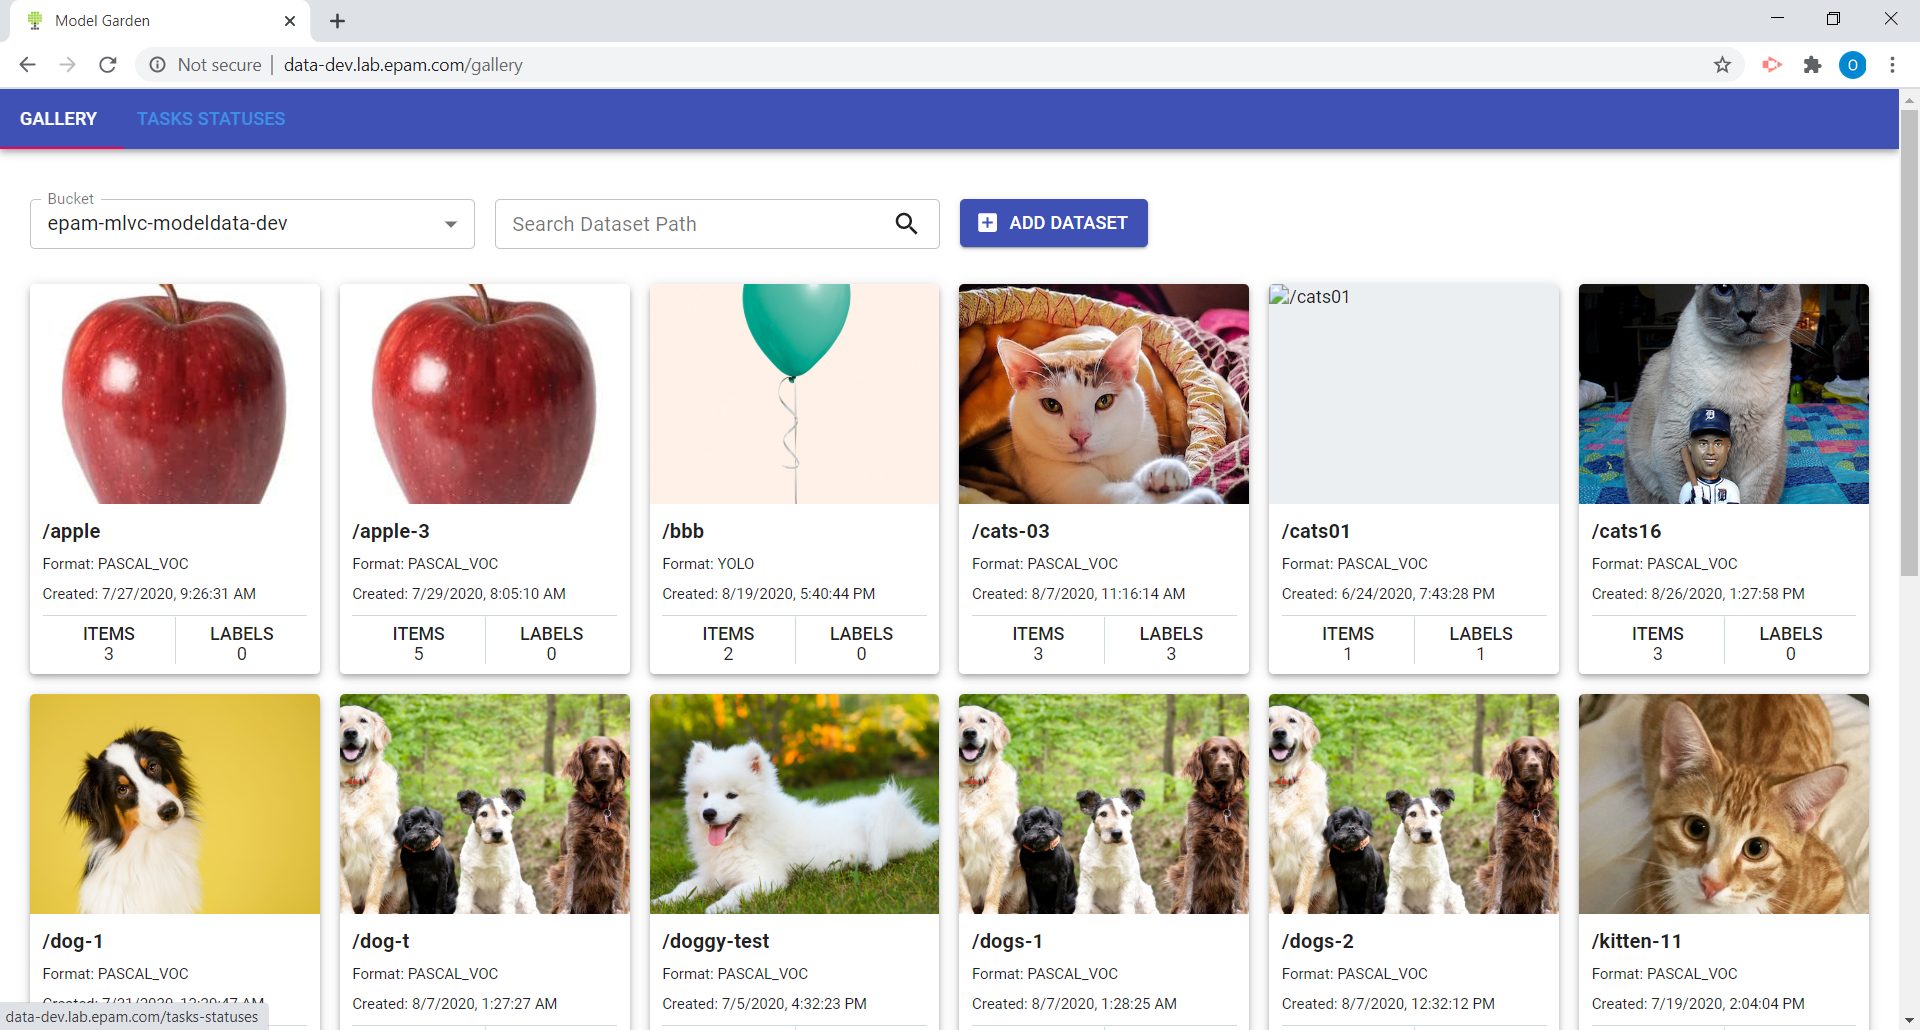 Model Garden
Not secure | data-dev.lab.epam.com/gallery
O
GALLERY TASKS STATUSES
Bucket
epam-mlvc-modeldata-dev
Search Dataset Path
ADD DATASET
/cats01
/apple
Format: PASCAL_VOC
Created: 7/27/2020, 9:26:31 AM
ITEMS LABELS
3 0
/apple-3
Format: PASCAL_VOC
Created: 7/29/2020, 8:05:10 AM
ITEMS LABELS
5 0
/bbb
Format: YOLO
Created: 8/19/2020, 5:40:44 PM
ITEMS LABELS
2 0
/cats-03
Format: PASCAL_VOC
Created: 8/7/2020, 11:16:14 AM
ITEMS LABELS
3 3
/cats01
Format: PASCAL_VOC
Created: 6/24/2020, 7:43:28 PM
ITEMS LABELS
1 1
/cats16
Format: PASCAL_VOC
Created: 8/26/2020, 1:27:58 PM
ITEMS LABELS
3 0
/dog-1
Format: PASCAL_VOC
/dog-t
Format: PASCAL_VOC
Created: 8/7/2020, 1:27:27 AM
/doggy-test
Format: PASCAL_VOC
Created: 7/5/2020, 4:32:23 PM
/dogs-1
Format: PASCAL_VOC
Created: 8/7/2020, 1:28:25 AM
/dogs-2
Format: PASCAL_VOC
Created: 8/7/2020, 12:32:12 PM
/kitten-11
Format: PASCAL_VOC
Created: 7/19/2020, 2:04:04 PM
data-dev.lab.epam.com/tasks-statuses